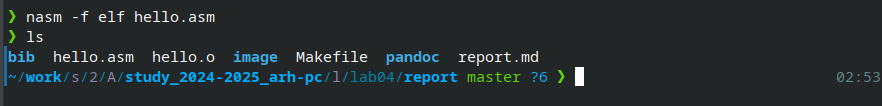 ❯ nasm -f elf hello.asm
❯ ls
bib hello.asm hello.o image Makefile pandoc report.md
~/work/s/2/A/study_2024-2025_arh-pc/l/lab04/report master ?6 ❯ 02:53